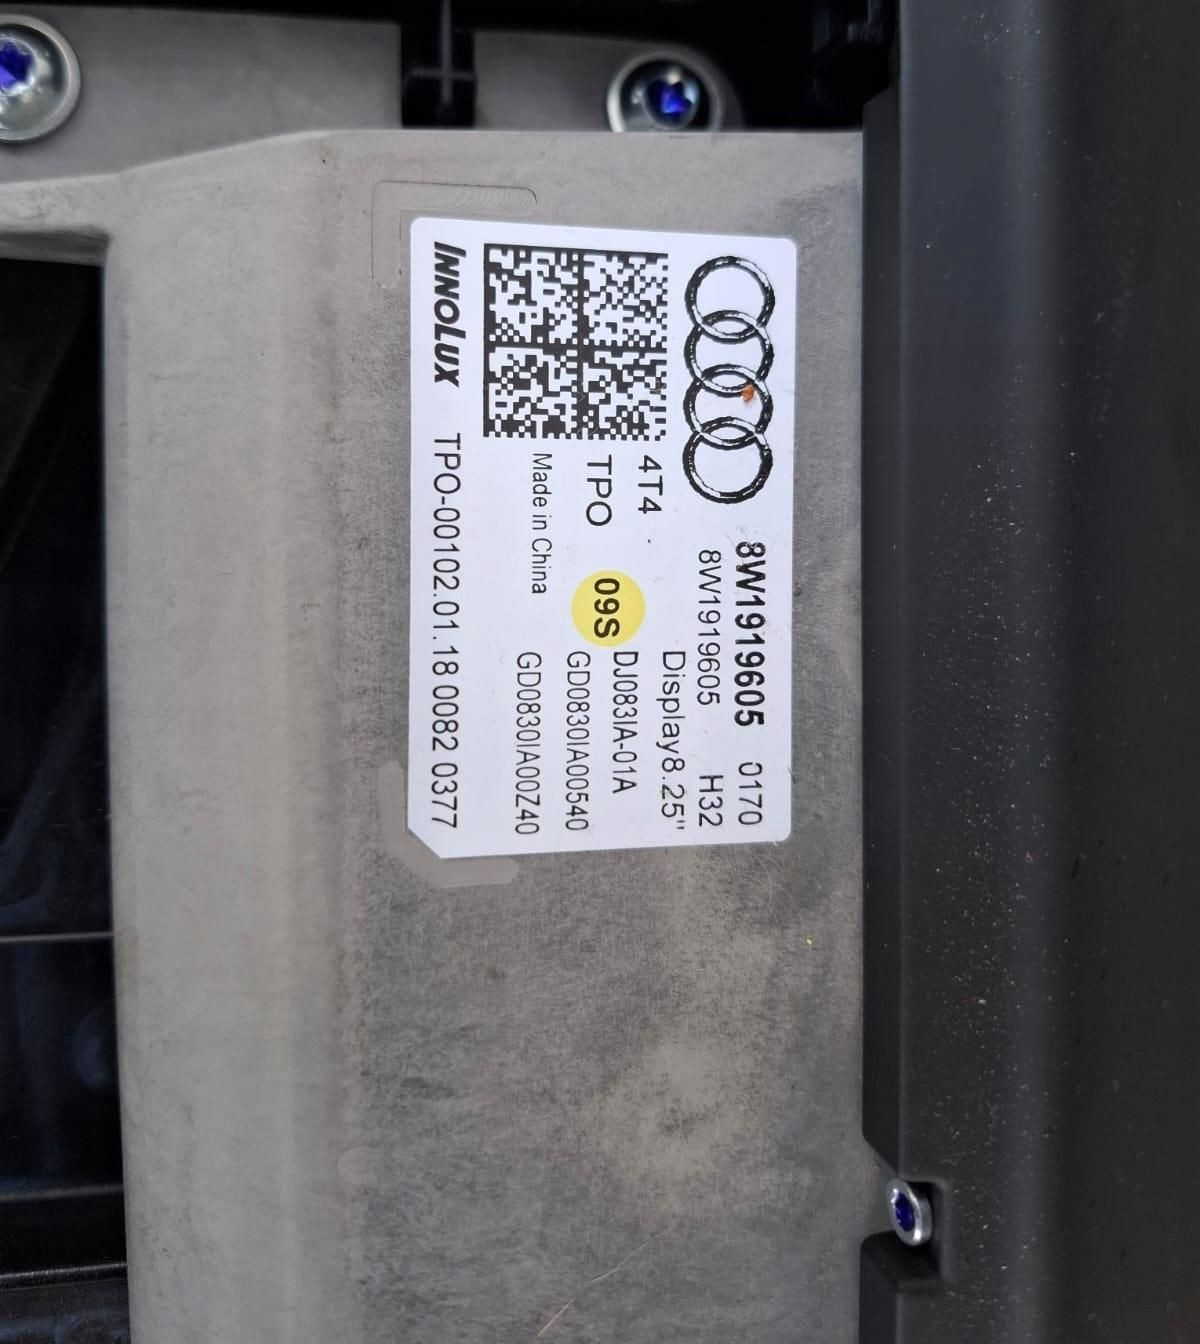 8W1919605 0170
8W1919605 H32
Display8.25"
4T4
DJ083IA-01A
TPO 09S
GD0830IA00540
Made in China
GD0830IA00Z40
INNOLUX TPO-00102.01.18 0082 0377